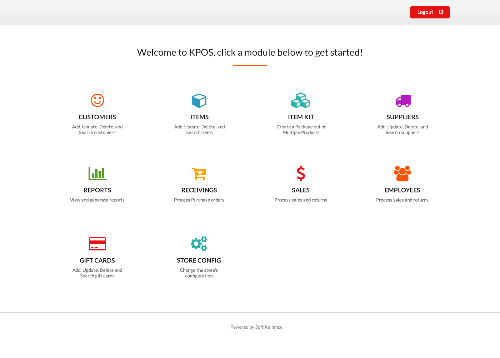 Logout
Welcome to KPOS, click a module below to get started!
CUSTOMERS
Add, Update, Delete, and
Search customers
ITEMS
Add, Update, Delete, and
Search items
ITEM KIT
Create a Package out of
Multiple Products
SUPPLIERS
Add, Update, Delete, and
Search suppliers
REPORTS
View and generate reports
RECEIVINGS
Process Purchase orders
SALES
Process sales and returns
EMPLOYEES
Process sales and returns
GIFT CARDS
Add, Update, Delete and
Search gift cards
STORE CONFIG
Change the store's
configuration
Powered by Soft Reliance